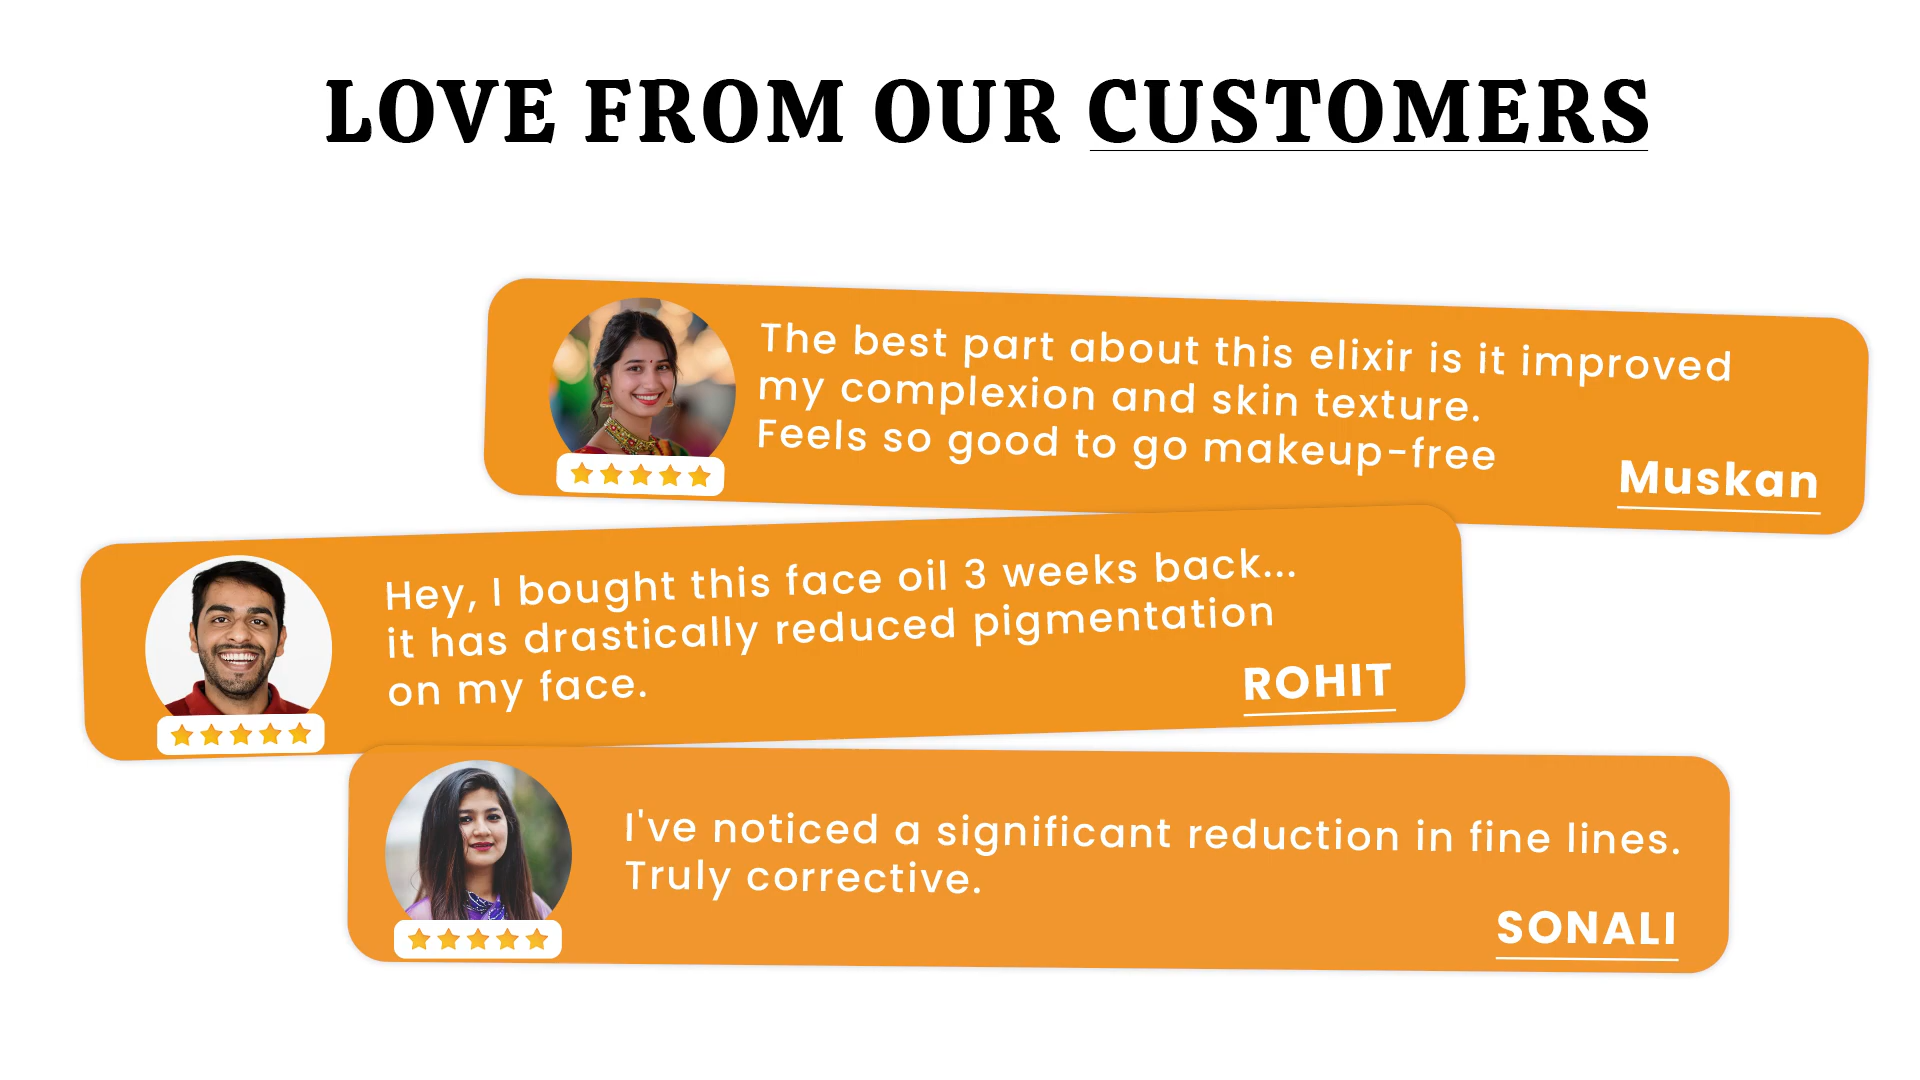 LOVE FROM OUR CUSTOMERS
The best part about this elixir is it improved
my complexion and skin texture.
Feels so good to go makeup-free
Muskan
Hey, I bought this face oil 3 weeks back...
it has drastically reduced pigmentation
on my face.
ROHIT
I've noticed a significant reduction in fine lines.
Truly corrective.
SONALI